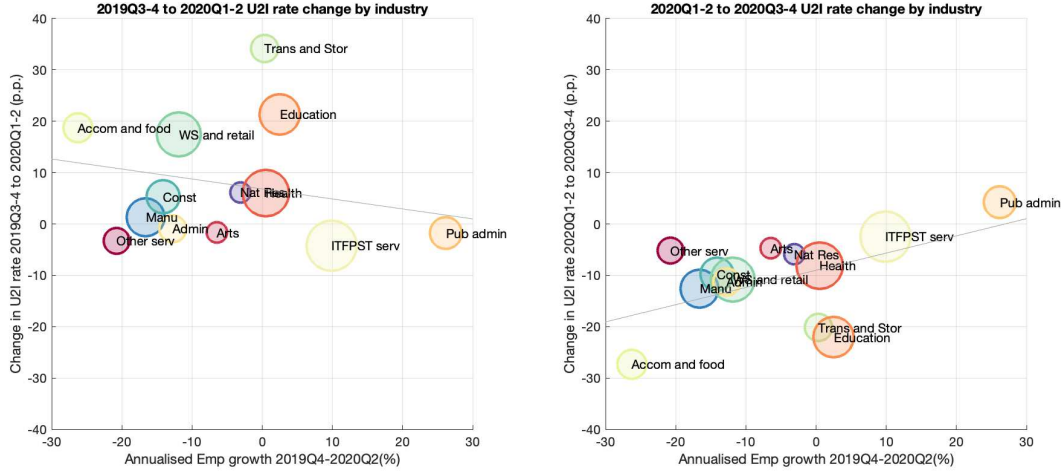 2019Q3-4 to 2020Q1-2 U2I rate change by industry
Change in U2I rate 2019Q3-4 to 2020Q1-2 (p.p.)
40
30
20
10
0
-10
-20
-30
-40
Trans and Stor
Education
Accom and food
WS and retail
Nat Res
Health
Const
Manu
Admin
Arts
Other serv
Pub admin
ITFPST serv
-30
-20
-10
0
10
20
30
Annualised Emp growth 2019Q4-2020Q2(%)
2020Q1-2 to 2020Q3-4 U2I rate change by industry
Change in U2I rate 2020Q1-2 to 2020Q3-4 (p.p.)
40
30
20
10
0
-10
-20
-30
-40
Pub admin
ITFPST serv
Other serv
Arts
Nat Res
Health
Const
WS and retail
Admin
Manu
Trans and Stor
Education
Accom and food
-30
-20
-10
0
10
20
30
Annualised Emp growth 2019Q4-2020Q2(%)